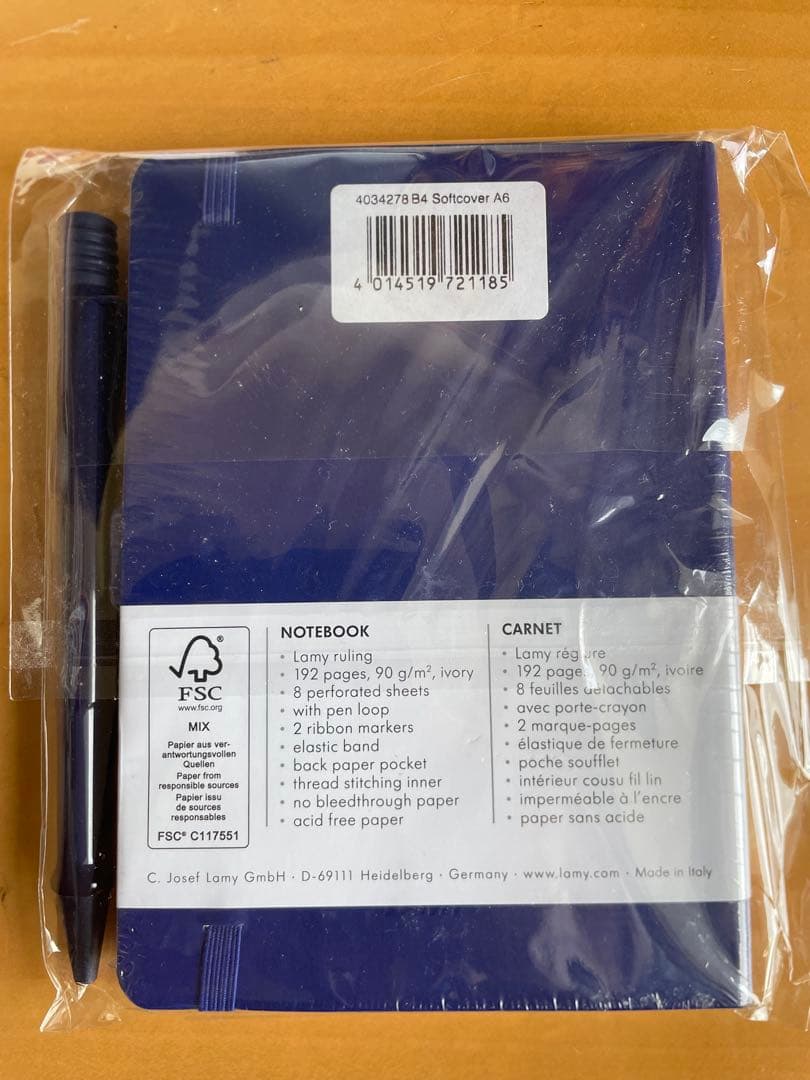 4034278 B4 Softcover A6
4 014519 721185
FSC®
www.fsc.org
MIX
Papier aus ver-
antwortungsvollen
Quellen
Paper from
responsible sources
Papier issu
de sources
responsables
FSC® C117551
NOTEBOOK
• Lamy ruling
• 192 pages, 90 g/m², ivory
• 8 perforated sheets
• with pen loop
• 2 ribbon markers
• elastic band
• back paper pocket
• thread stitching inner
• no bleedthrough paper
• acid free paper
CARNET
• Lamy réglure
• 192 pages, 90 g/m², ivoire
• 8 feuilles détachables
• avec porte-crayon
• 2 marque-pages
• élastique de fermeture
• poche soufflet
• intérieur cousu fil lin
• imperméable à l'encre
• papier sans acide
C. Josef Lamy GmbH · D-69111 Heidelberg · Germany · www.lamy.com · Made in Italy